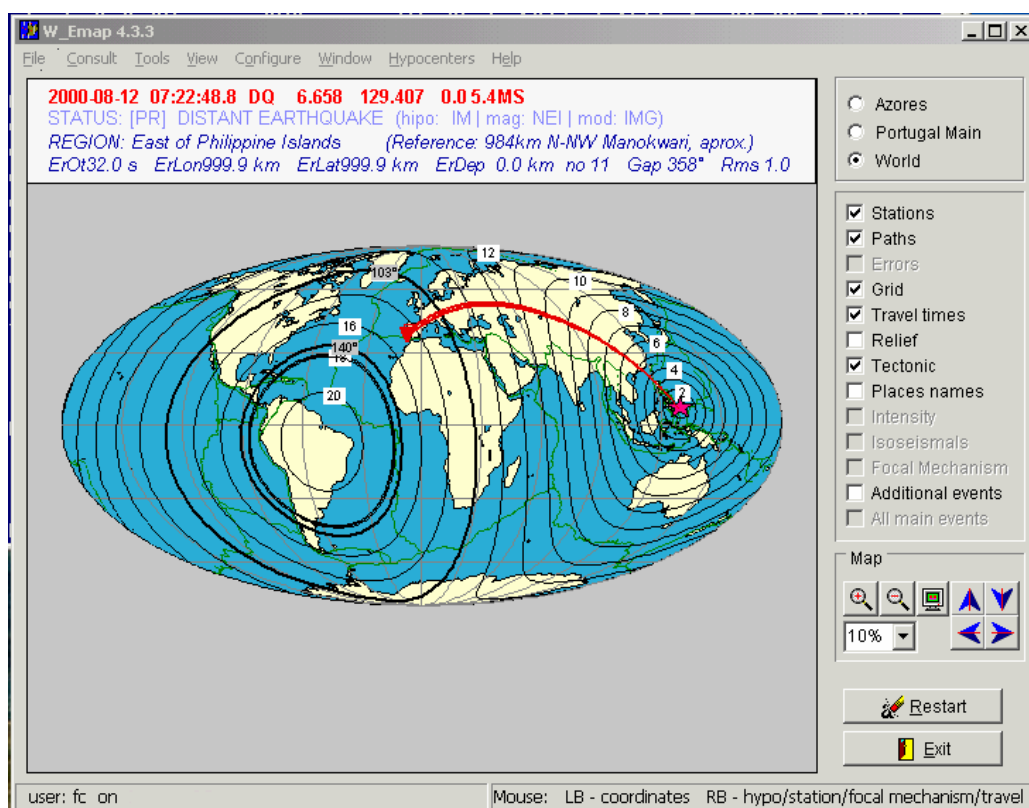 W_Emap 4.3.3
File Consult Tools View Configure Window Hypocenters Help
2000-08-12 07:22:48.8 DQ 6.658 129.407 0.0 5.4MS
STATUS: [PR] DISTANT EARTHQUAKE (hipo: IM | mag: NEI | mod: IMG)
REGION: East of Philippine Islands (Reference: 984km N-NW Manokwari, aprox.)
ErOt32.0 s ErLon999.9 km ErLat999.9 km ErDep 0.0 km no 11 Gap 358° Rms 1.0
12
103°
10
8
16
6
140°
18
4
20
2
Azores
Portugal Main
World
Stations
Paths
Errors
Grid
Travel times
Relief
Tectonic
Places names
Intensity
Isoseismals
Focal Mechanism
Additional events
All main events
Map
10%
Restart
Exit
user: fc on
Mouse: LB - coordinates RB - hypo/station/focal mechanism/travel